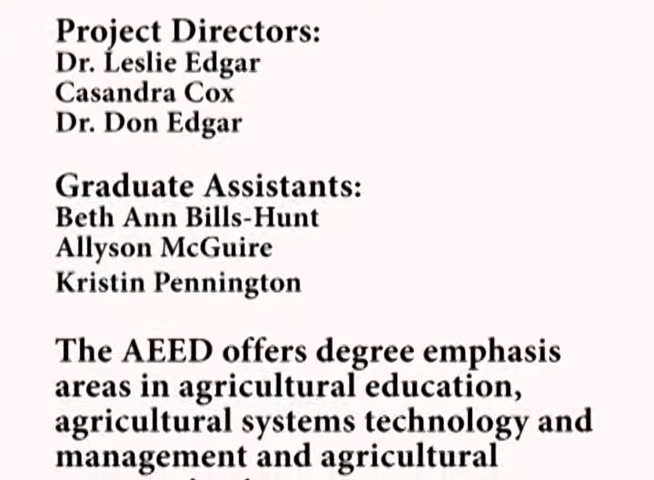 Project Directors:
Dr. Leslie Edgar
Casandra Cox
Dr. Don Edgar
Graduate Assistants:
Beth Ann Bills-Hunt
Allyson McGuire
Kristin Pennington
The AEED offers degree emphasis
areas in agricultural education,
agricultural systems technology and
management and agricultural